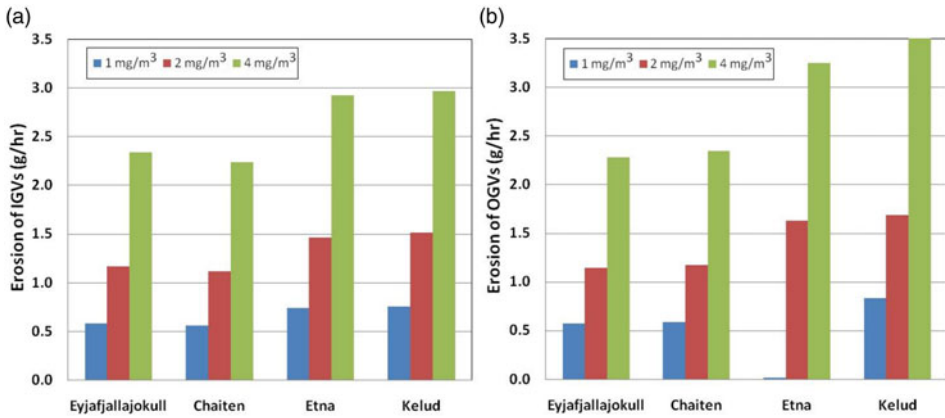 (a)
Erosion of IGVs (g/hr)
3.5
3.0
2.5
2.0
1.5
1.0
0.5
0.0
1 mg/m³ 2 mg/m³ 4 mg/m³
Eyjafjallajokull Chaiten Etna Kelud
(b)
Erosion of OGVs (g/hr)
3.5
3.0
2.5
2.0
1.5
1.0
0.5
0.0
1 mg/m³ 2 mg/m³ 4 mg/m³
Eyjafjallajokull Chaiten Etna Kelud